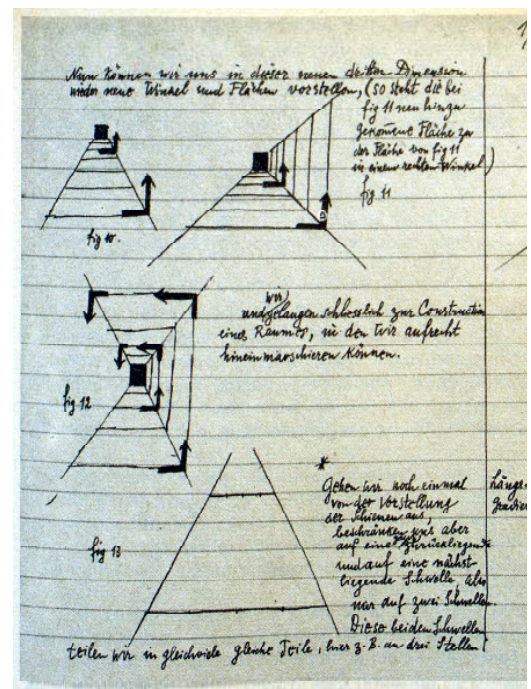 Nun können wir uns in dieser neuen dritten Dimension
wieder neue Winkel und Flächen vorstellen, (so steht die bei
fig 11 neu hinzu
gekomene Fläche zu
der Fläche von fig 11
in einem rechten Winkel)
fig 11
fig 10.
wir
und gelangen schliesslich zur Construction
eines Raumes, in den wir aufrecht
hineinmarschieren können.
fig 12
*
Gehen wir noch einmal
von der Vorstellung
der Schienen aus,
beschränken uns aber
auf eine zurückliegende
und auf eine nächst-
liegende Schwelle, also
nur auf zwei Schwellen.
Diese beiden Schwellen
teilen wir in gleichviele gleiche Teile, hier z. B. an drei Stellen
fig 13